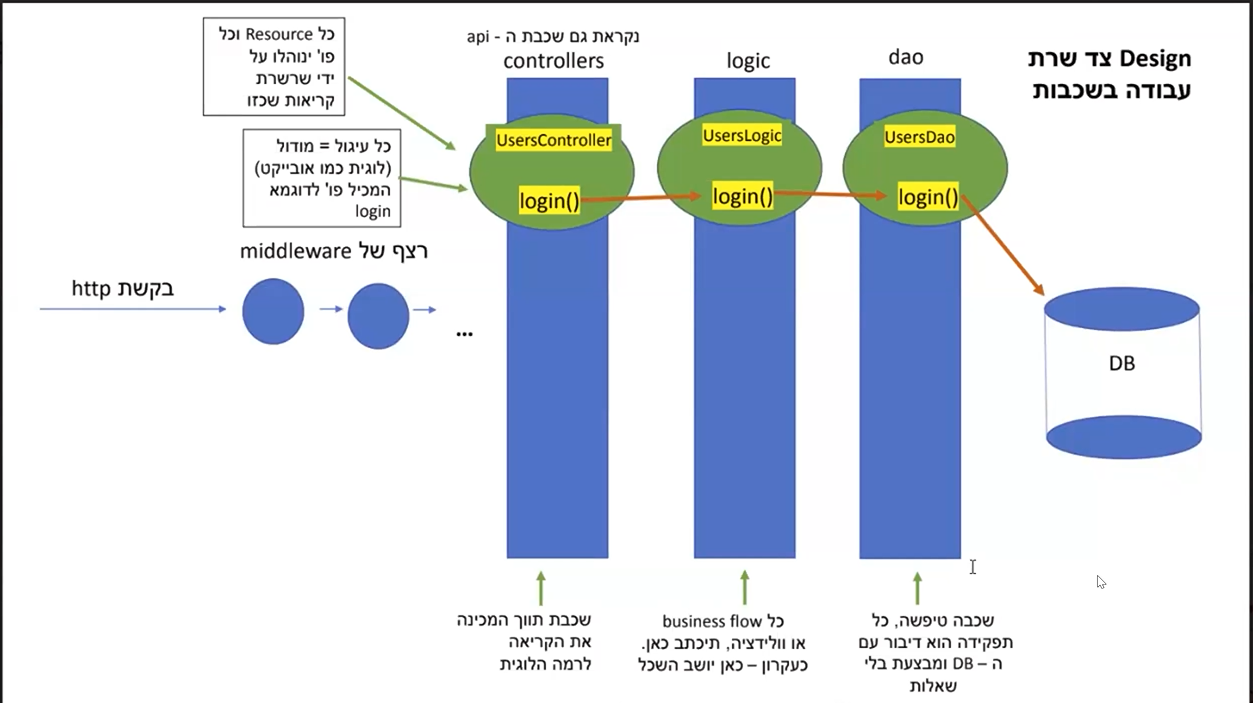 Design צד שרת
עבודה בשכבות
כל Resource וכל
פו' ינוהלו על
ידי שרשרת
קריאות שכזו
כל עיגול = מודול
(לוגית כמו אובייקט)
המכיל פו' לדוגמא
login
נקראת גם שכבת ה - api
controllers
logic
dao
UsersController
UsersLogic
UsersDao
login()
login()
login()
רצף של middleware
בקשת http
...
DB
שכבת תווך המכינה
את הקריאה
לרמה הלוגית
כל business flow
או וולידציה, תיכתב כאן.
כעקרון – כאן יושב השכל
שכבה טיפשה, כל
תפקידה הוא דיבור עם
ה – DB ומבצעת בלי
שאלות